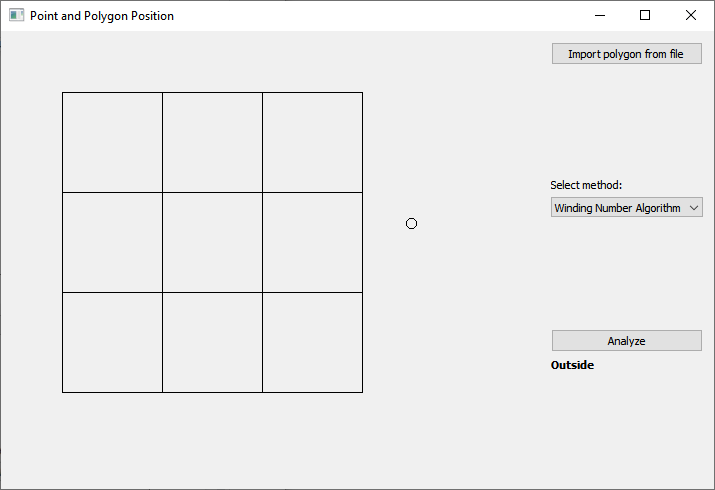 Point and Polygon Position
Import polygon from file
Select method:
Winding Number Algorithm
Analyze
Outside